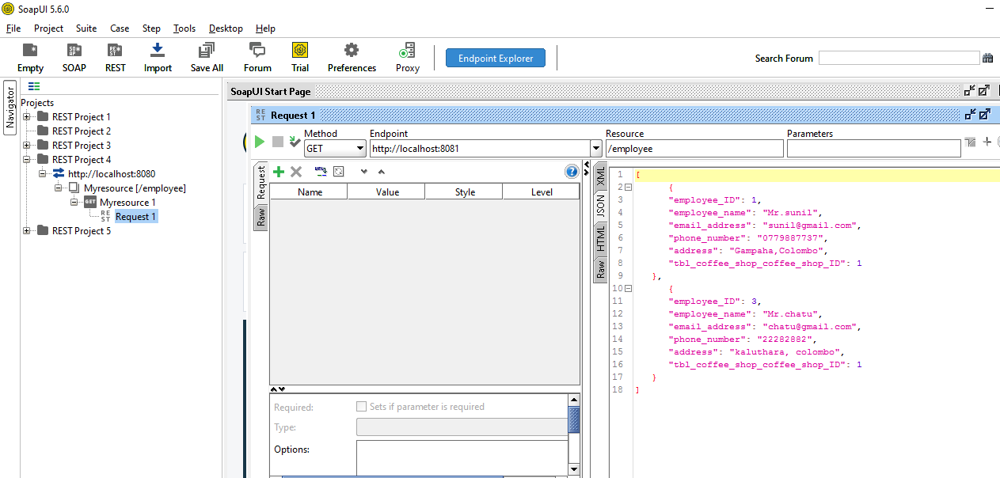 SoapUI 5.6.0
File Project Suite Case Step Tools Desktop Help
Empty SOAP REST Import Save All Forum Trial Preferences Proxy Endpoint Explorer Search Forum
Navigator
Projects
REST Project 1
REST Project 2
REST Project 3
REST Project 4
http://localhost:8080
Myresource [/employee]
GET Myresource 1
REST Request 1
REST Project 5
SoapUI Start Page
REST Request 1
Method Endpoint Resource Parameters
GET http://localhost:8081 /employee
Request
Raw
Name Value Style Level
Required: Sets if parameter is required
Type:
Options:
XML
JSON
HTML
Raw
1 [
2 {
3 "employee_ID": 1,
4 "employee_name": "Mr.sunil",
5 "email_address": "sunil@gmail.com",
6 "phone_number": "0779887737",
7 "address": "Gampaha,Colombo",
8 "tbl_coffee_shop_coffee_shop_ID": 1
9 },
10 {
11 "employee_ID": 3,
12 "employee_name": "Mr.chatu",
13 "email_address": "chatu@gmail.com",
14 "phone_number": "22282882",
15 "address": "kaluthara, colombo",
16 "tbl_coffee_shop_coffee_shop_ID": 1
17 }
18 ]